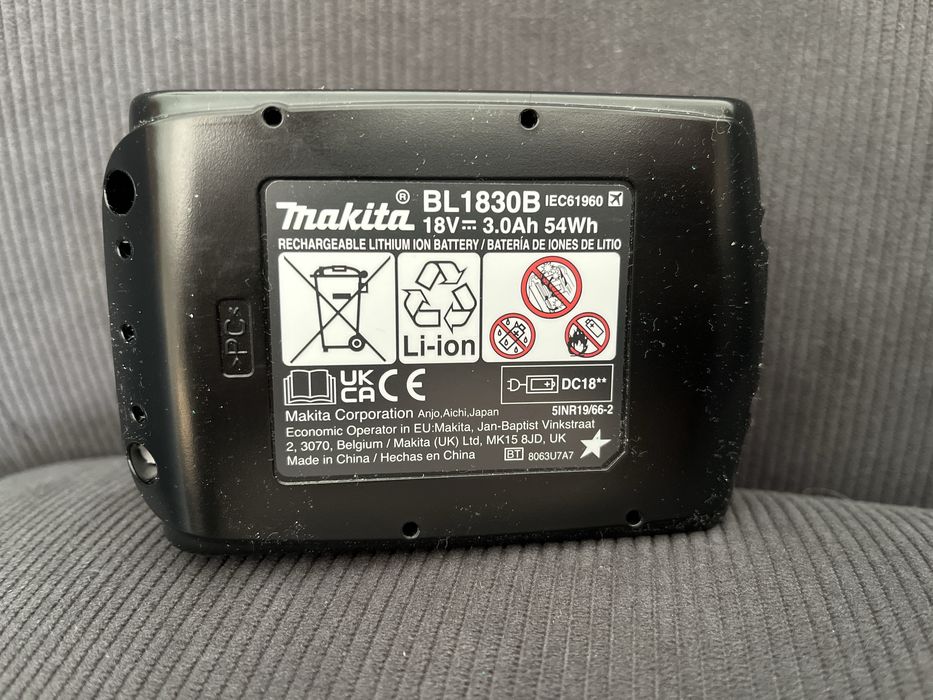 makita® BL1830B IEC61960
18V 3.0Ah 54Wh
RECHARGEABLE LITHIUM ION BATTERY / BATERÍA DE IONES DE LITIO
Li-ion
>PC<
UK CA CE
DC18**
Makita Corporation Anjo,Aichi,Japan
5INR19/66-2
Economic Operator in EU:Makita, Jan-Baptist Vinkstraat
2, 3070, Belgium / Makita (UK) Ltd, MK15 8JD, UK
Made in China / Hechas en China
BT 8063U7A7